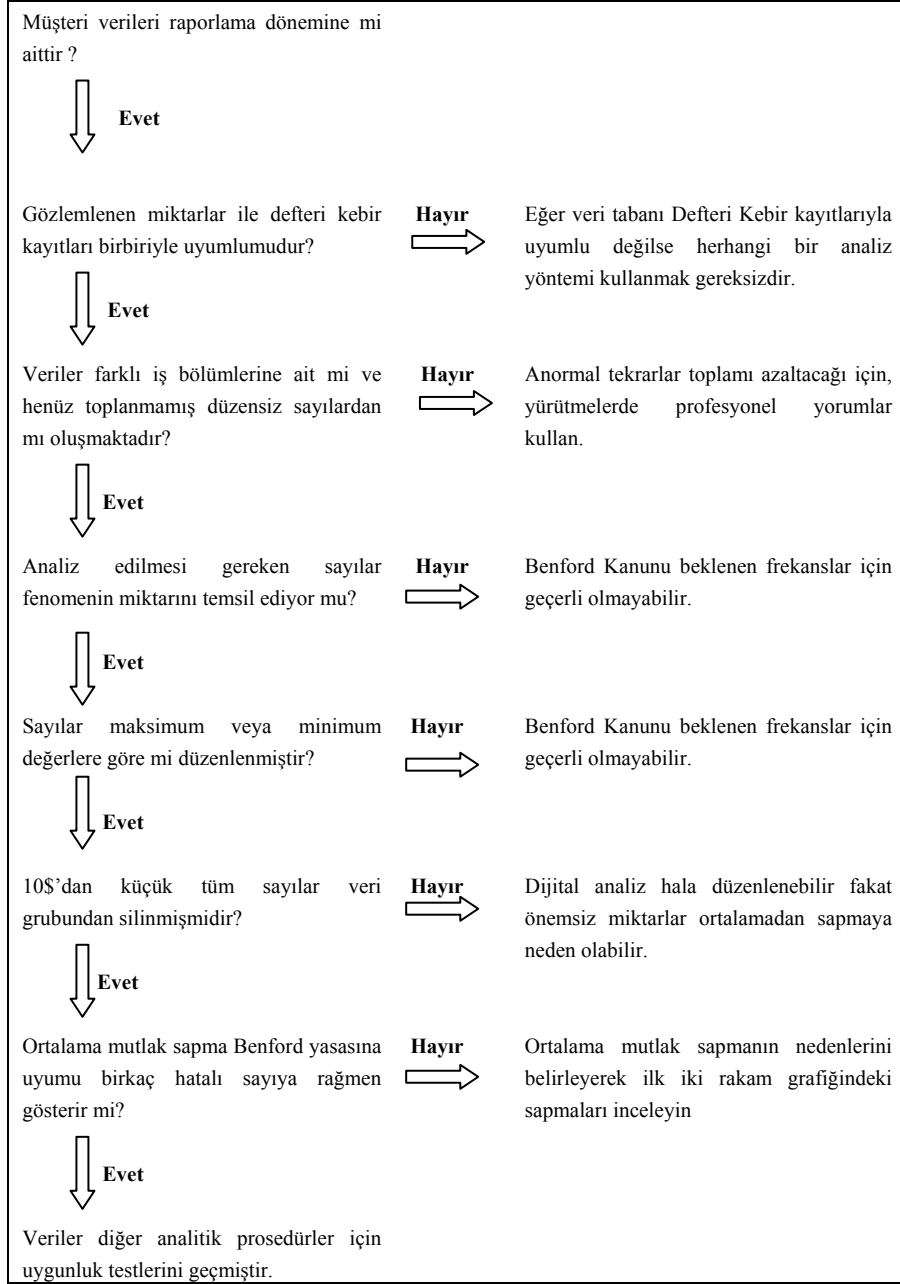 Müşteri verileri raporlama dönemine mi
aittir ?
Evet
Gözlemlenen miktarlar ile defteri kebir
kayıtları birbiriyle uyumlumudur?
Hayır
Eğer veri tabanı Defteri Kebir kayıtlarıyla
uyumlu değilse herhangi bir analiz
yöntemi kullanmak gereksizdir.
Evet
Veriler farklı iş bölümlerine ait mi ve
henüz toplanmamış düzensiz sayılardan
mı oluşmaktadır?
Hayır
Anormal tekrarlar toplamı azaltacağı için,
yürütmelerde profesyonel yorumlar
kullan.
Evet
Analiz edilmesi gereken sayılar
fenomenin miktarını temsil ediyor mu?
Hayır
Benford Kanunu beklenen frekanslar için
geçerli olmayabilir.
Evet
Sayılar maksimum veya minimum
değerlere göre mi düzenlenmiştir?
Hayır
Benford Kanunu beklenen frekanslar için
geçerli olmayabilir.
Evet
10$’dan küçük tüm sayılar veri
grubundan silinmişmidir?
Hayır
Dijital analiz hala düzenlenebilir fakat
önemsiz miktarlar ortalamadan sapmaya
neden olabilir.
Evet
Ortalama mutlak sapma Benford yasasına
uyumu birkaç hatalı sayıya rağmen
gösterir mi?
Hayır
Ortalama mutlak sapmanın nedenlerini
belirleyerek ilk iki rakam grafiğindeki
sapmaları inceleyin
Evet
Veriler diğer analitik prosedürler için
uygunluk testlerini geçmiştir.